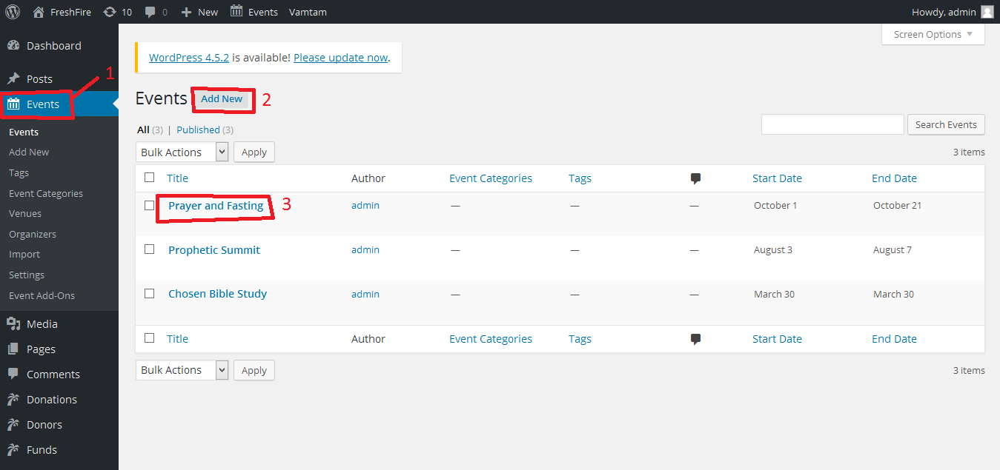 FreshFire 10 0 New Events Vamtam Howdy, admin
Screen Options
Dashboard
Posts
Events
Events
Add New
Tags
Event Categories
Venues
Organizers
Import
Settings
Event Add-Ons
Media
Pages
Comments
Donations
Donors
Funds
1
WordPress 4.5.2 is available! Please update now.
Events Add New 2
All (3) | Published (3)
Search Events
Bulk Actions Apply 3 items
Title Author Event Categories Tags Start Date End Date
Prayer and Fasting 3 admin — — — October 1 October 21
Prophetic Summit admin — — — August 3 August 7
Chosen Bible Study admin — — — March 30 March 30
Title Author Event Categories Tags Start Date End Date
Bulk Actions Apply 3 items